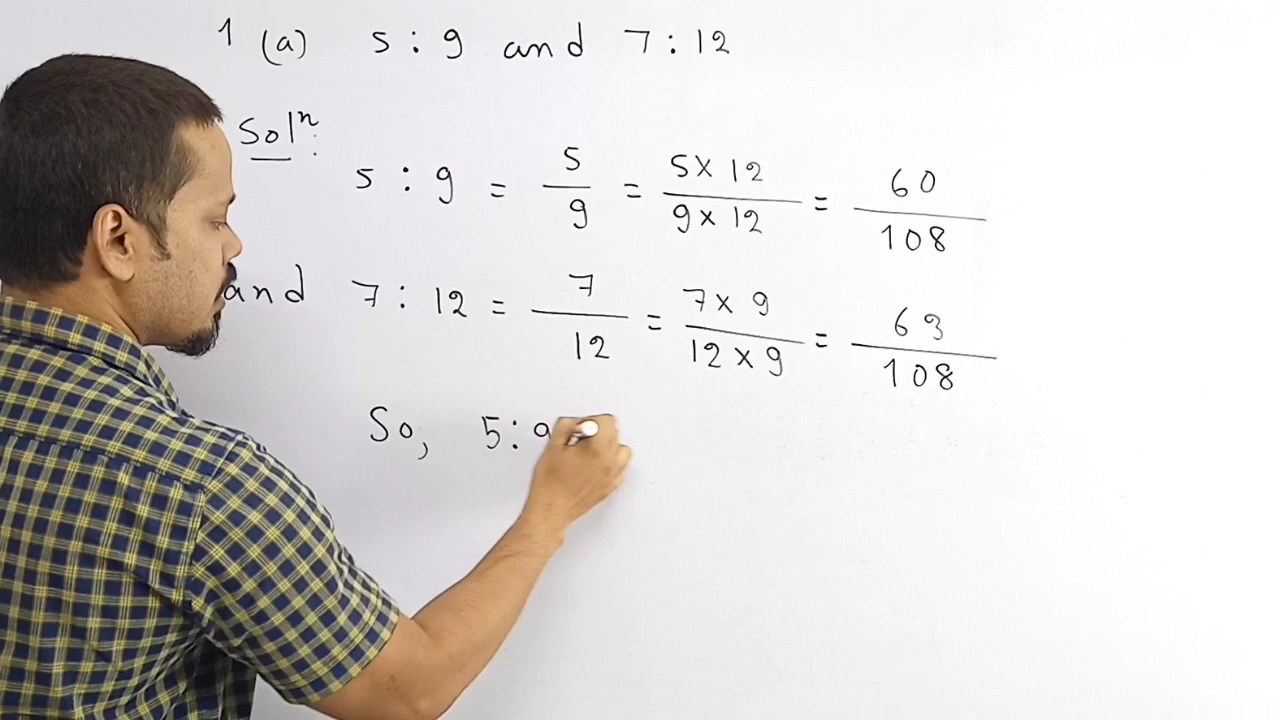 1 (a) 5 : 9 and 7 : 12
Solⁿ:
5 : 9 = 5/9 = 5 × 12/9 × 12 = 60/108
and 7 : 12 = 7/12 = 7 × 9/12 × 9 = 63/108
So, 5 : 9